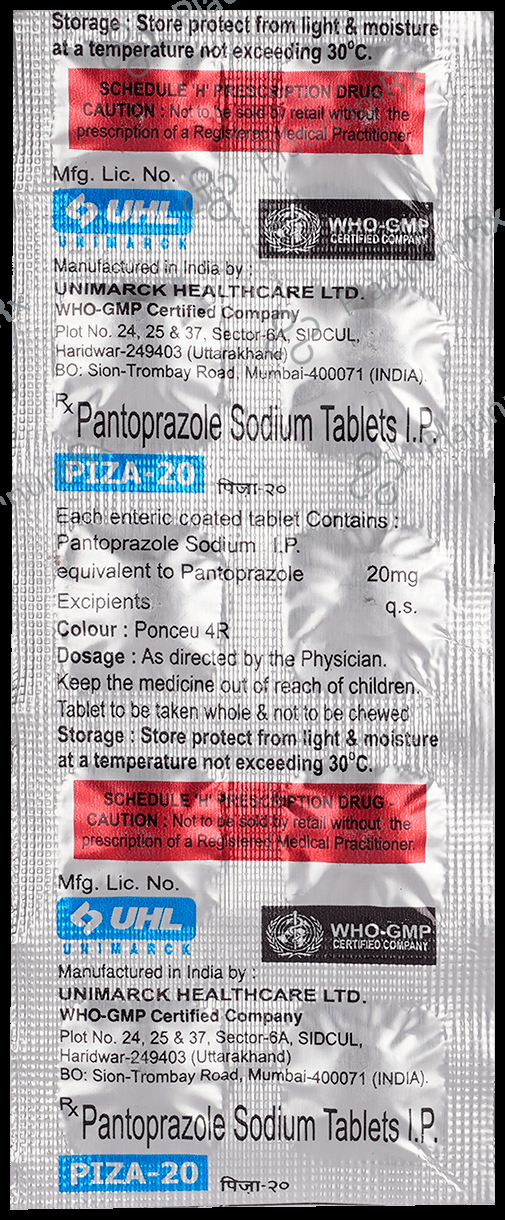 Storage : Store protect from light & moisture
at a temperature not exceeding 30°C.
SCHEDULE 'H' PRESCRIPTION DRUG -
CAUTION : Not to be sold by retail without the
prescription of a Registered Medical Practitioner
Mfg. Lic. No.
UHL
UNIMARCK
WHO-GMP
CERTIFIED COMPANY
Manufactured in India by :
UNIMARCK HEALTHCARE LTD.
WHO-GMP Certified Company
Plot No. 24, 25 & 37, Sector-6A, SIDCUL,
Haridwar-249403 (Uttarakhand)
BO: Sion-Trombay Road, Mumbai-400071 (INDIA).
Rx Pantoprazole Sodium Tablets I.P.
PIZA-20 पिज़ा-२०
Each enteric coated tablet Contains :
Pantoprazole Sodium I.P.
equivalent to Pantoprazole 20mg
Excipients q.s.
Colour : Ponceu 4R
Dosage : As directed by the Physician.
Keep the medicine out of reach of children.
Tablet to be taken whole & not to be chewed
Storage : Store protect from light & moisture
at a temperature not exceeding 30°C.
SCHEDULE 'H' PRESCRIPTION DRUG -
CAUTION : Not to be sold by retail without the
prescription of a Registered Medical Practitioner
Mfg. Lic. No.
UHL
UNIMARCK
WHO-GMP
CERTIFIED COMPANY
Manufactured in India by :
UNIMARCK HEALTHCARE LTD.
WHO-GMP Certified Company
Plot No. 24, 25 & 37, Sector-6A, SIDCUL,
Haridwar-249403 (Uttarakhand)
BO: Sion-Trombay Road, Mumbai-400071 (INDIA).
Rx Pantoprazole Sodium Tablets I.P.
PIZA-20 पिज़ा-२०